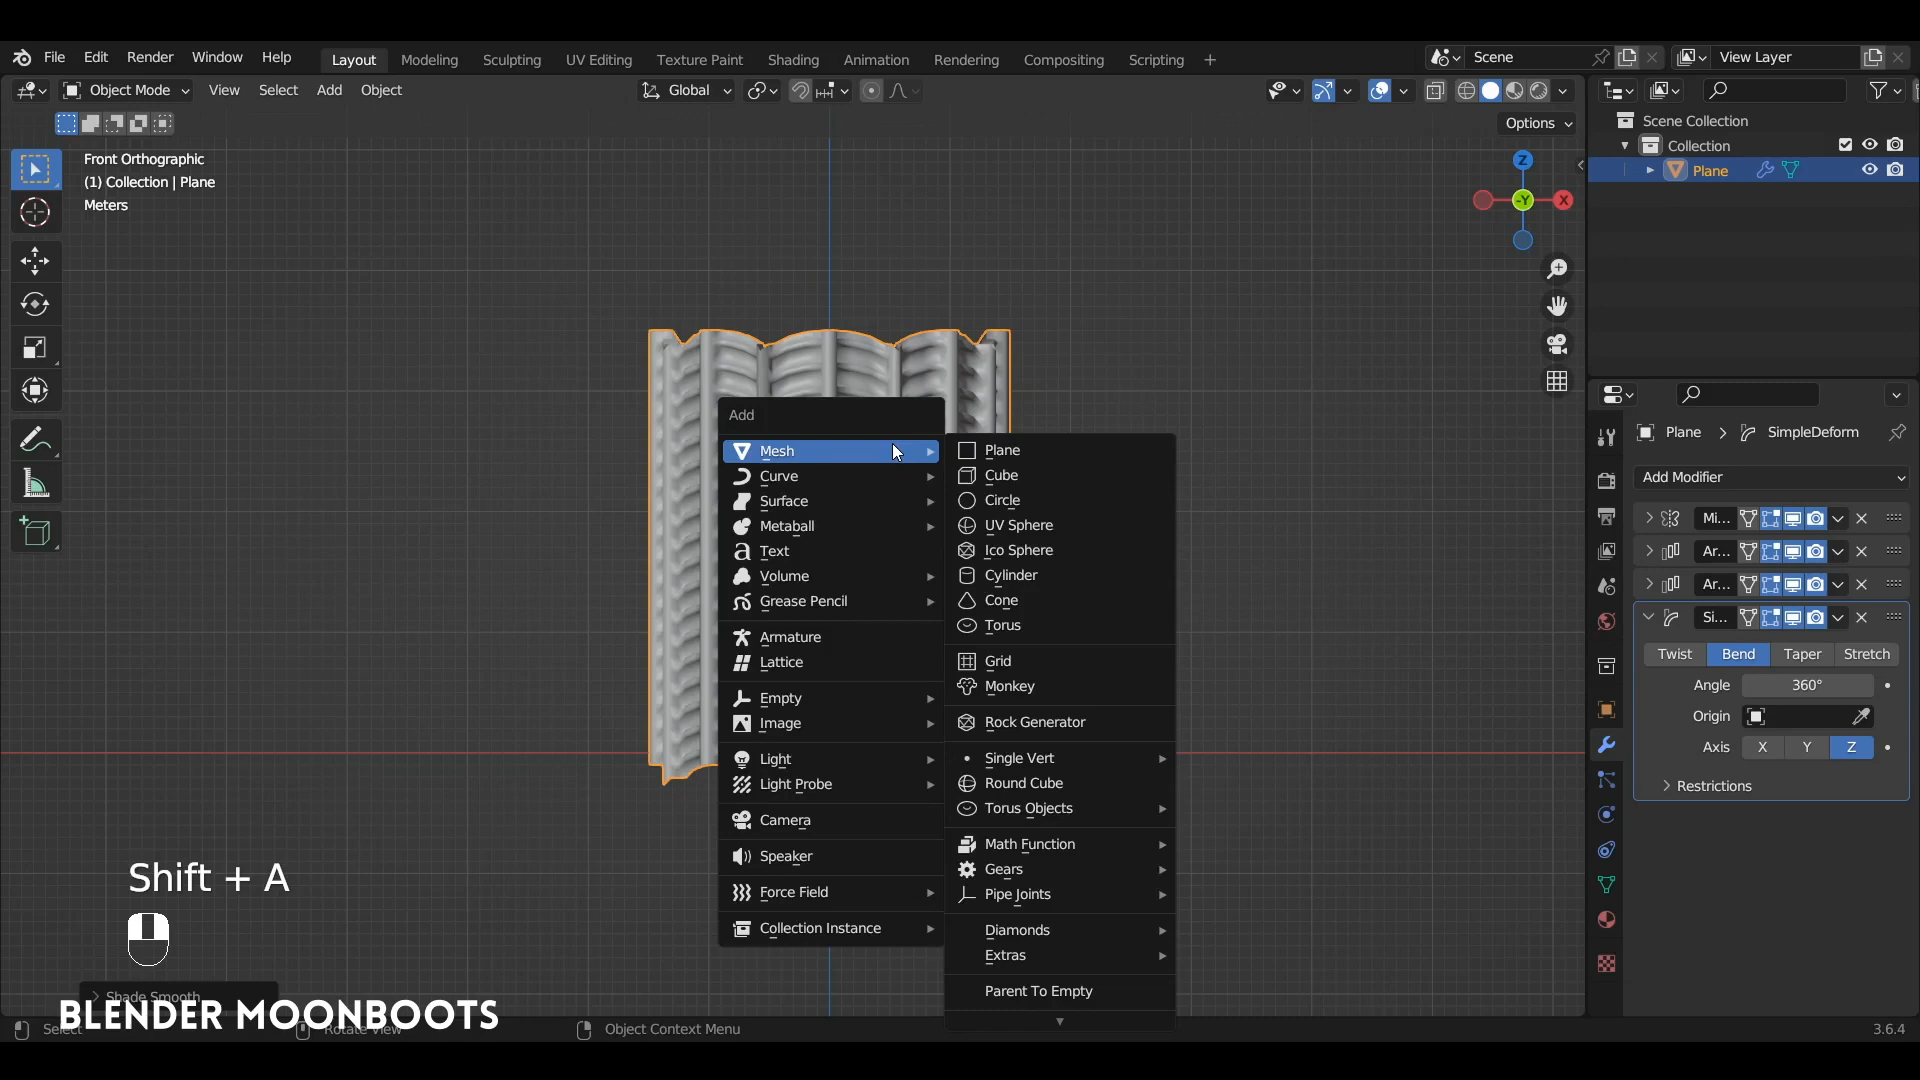 File Edit Render Window Help Layout Modeling Sculpting UV Editing Texture Paint Shading Animation Rendering Compositing Scripting + Scene View Layer
Object Mode View Select Add Object Global
Options
Front Orthographic
(1) Collection | Plane
Meters
Z
-Y
X
Scene Collection
Collection
Plane
Plane > SimpleDeform
Add Modifier
Mi...
Ar...
Ar...
Si...
Twist Bend Taper Stretch
Angle 360°
Origin
Axis X Y Z
Restrictions
Add
Mesh
Curve
Surface
Metaball
Text
Volume
Grease Pencil
Armature
Lattice
Empty
Image
Light
Light Probe
Camera
Speaker
Force Field
Collection Instance
Plane
Cube
Circle
UV Sphere
Ico Sphere
Cylinder
Cone
Torus
Grid
Monkey
Rock Generator
Single Vert
Round Cube
Torus Objects
Math Function
Gears
Pipe Joints
Diamonds
Extras
Parent To Empty
Shift + A
Shade Smooth
BLENDER MOONBOOTS
Select Rotate View Object Context Menu 3.6.4